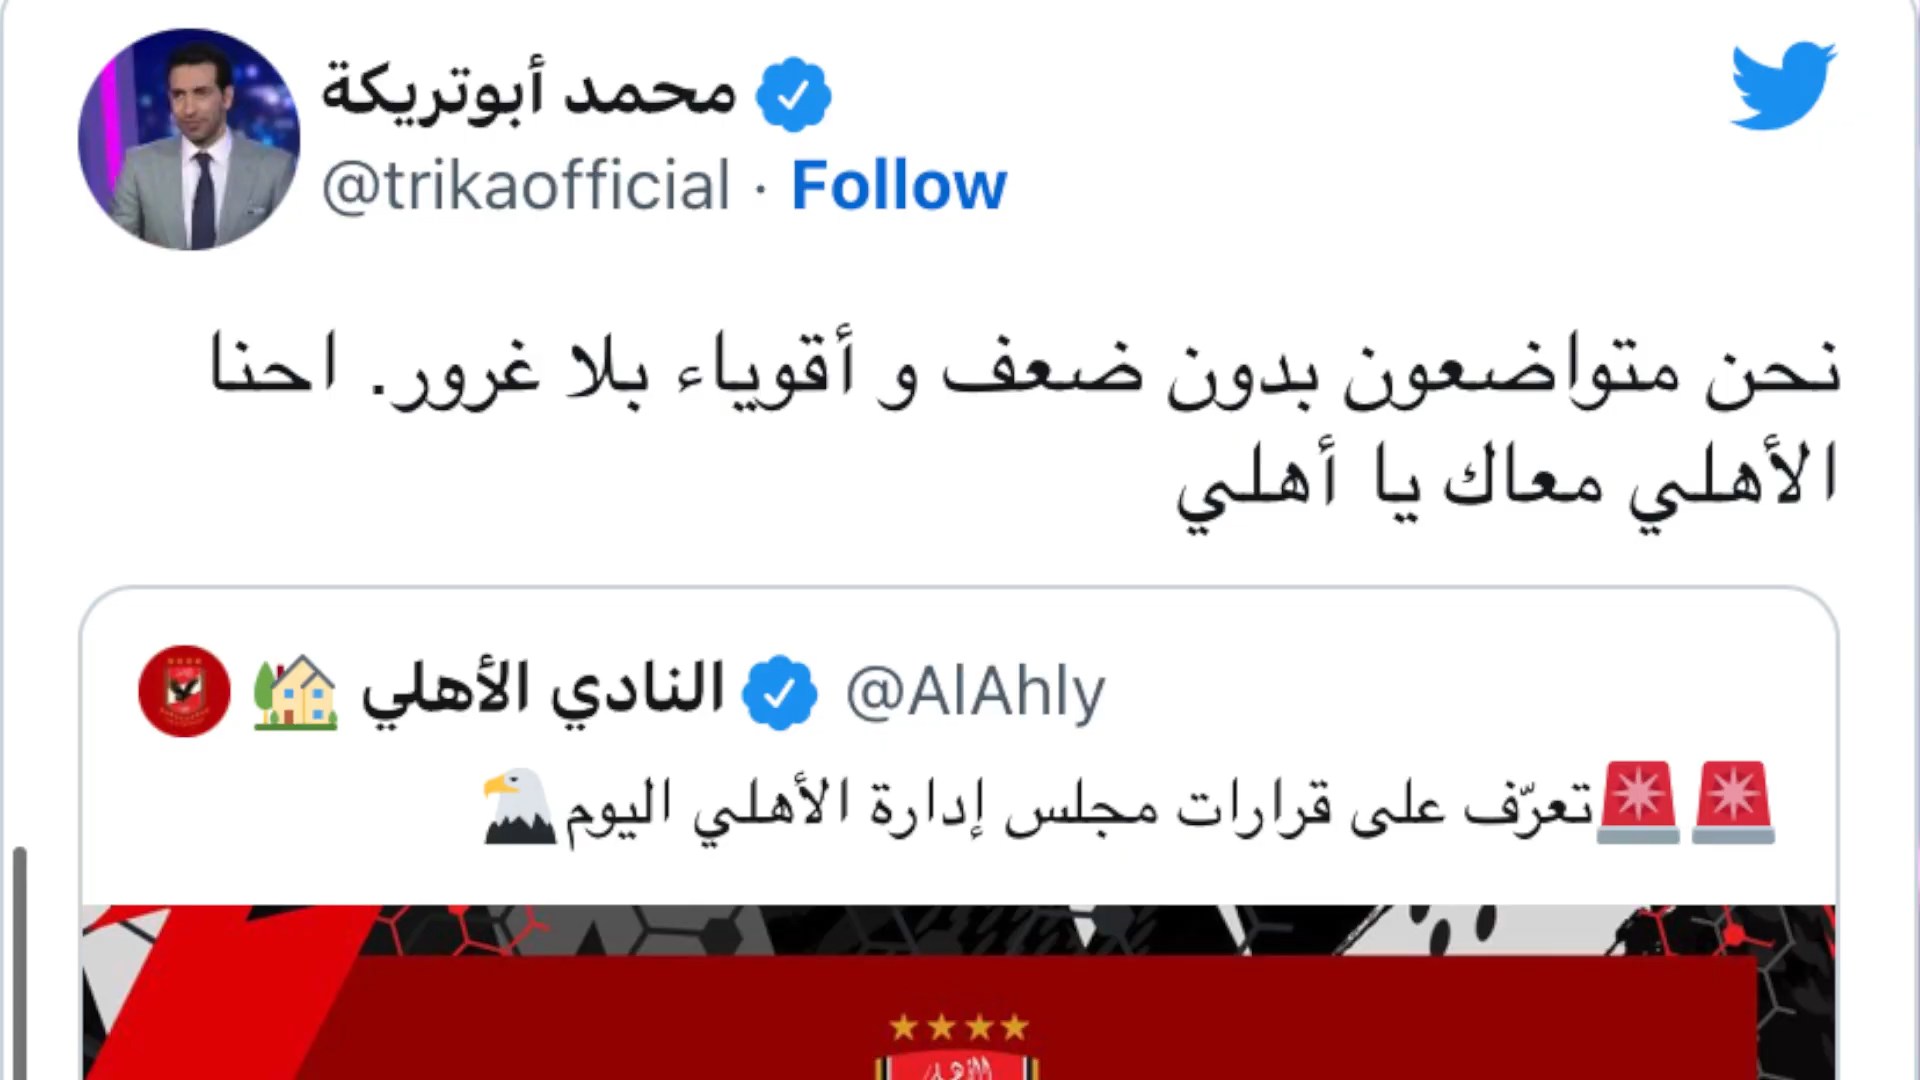 محمد أبوتريكة
@trikaofficial · Follow
نحن متواضعون بدون ضعف و أقوياء بلا غرور. احنا
الأهلي معاك يا أهلي
النادي الأهلي @AlAhly
تعرّف على قرارات مجلس إدارة الأهلي اليوم